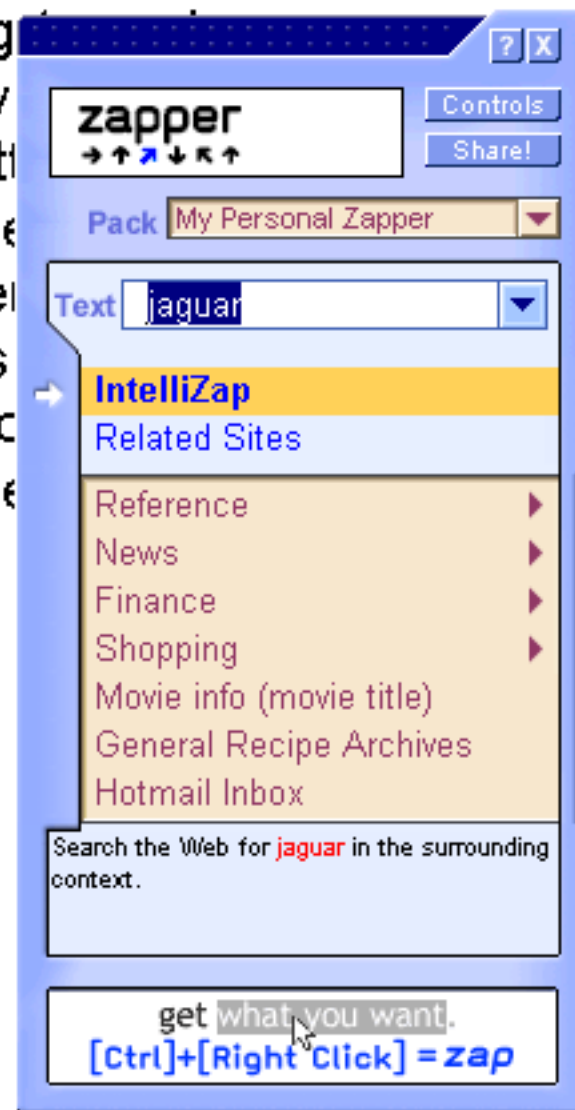 ? X
zapper
Controls
Share!
Pack My Personal Zapper
Text jaguar
IntelliZap
Related Sites
Reference
News
Finance
Shopping
Movie info (movie title)
General Recipe Archives
Hotmail Inbox
Search the Web for jaguar in the surrounding
context.
get what you want.
[Ctrl]+[Right Click] = zap